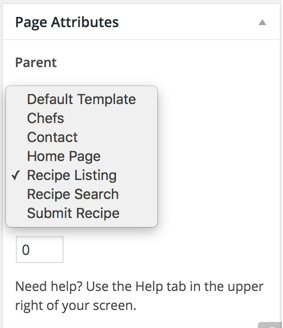 Page Attributes
Parent
Default Template
Chefs
Contact
Home Page
✓ Recipe Listing
Recipe Search
Submit Recipe
0
Need help? Use the Help tab in the upper
right of your screen.